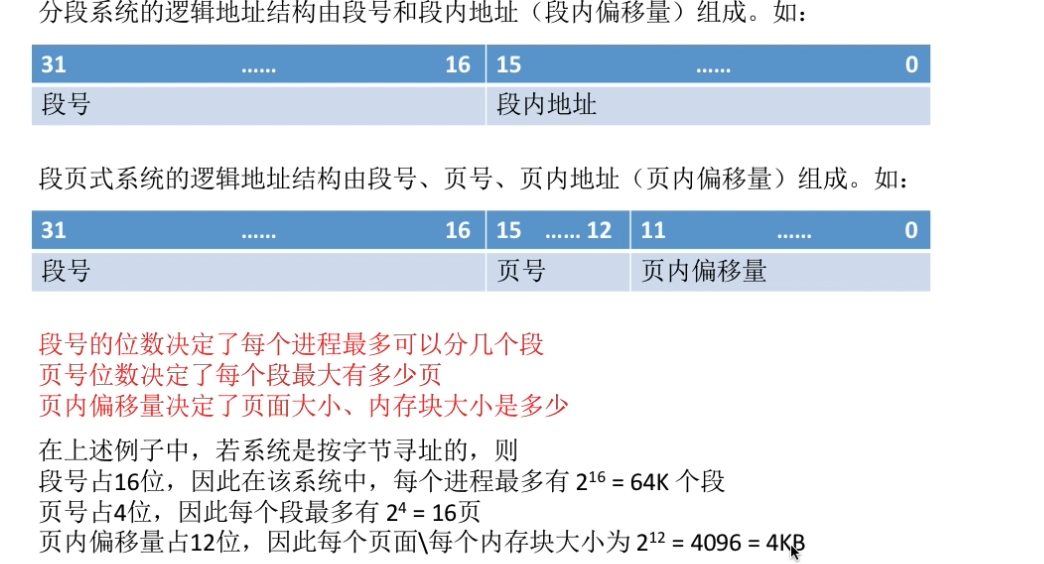 分段系统的逻辑地址结构由段号和段内地址（段内偏移量）组成。如：
31 …… 16 15 …… 0
段号 段内地址
段页式系统的逻辑地址结构由段号、页号、页内地址（页内偏移量）组成。如：
31 …… 16 15 …… 12 11 …… 0
段号 页号 页内偏移量
段号的位数决定了每个进程最多可以分几个段
页号位数决定了每个段最大有多少页
页内偏移量决定了页面大小、内存块大小是多少
在上述例子中，若系统是按字节寻址的，则
段号占16位，因此在该系统中，每个进程最多有 2¹⁶ = 64K 个段
页号占4位，因此每个段最多有 2⁴ = 16页
页内偏移量占12位，因此每个页面\每个内存块大小为 2¹² = 4096 = 4KB